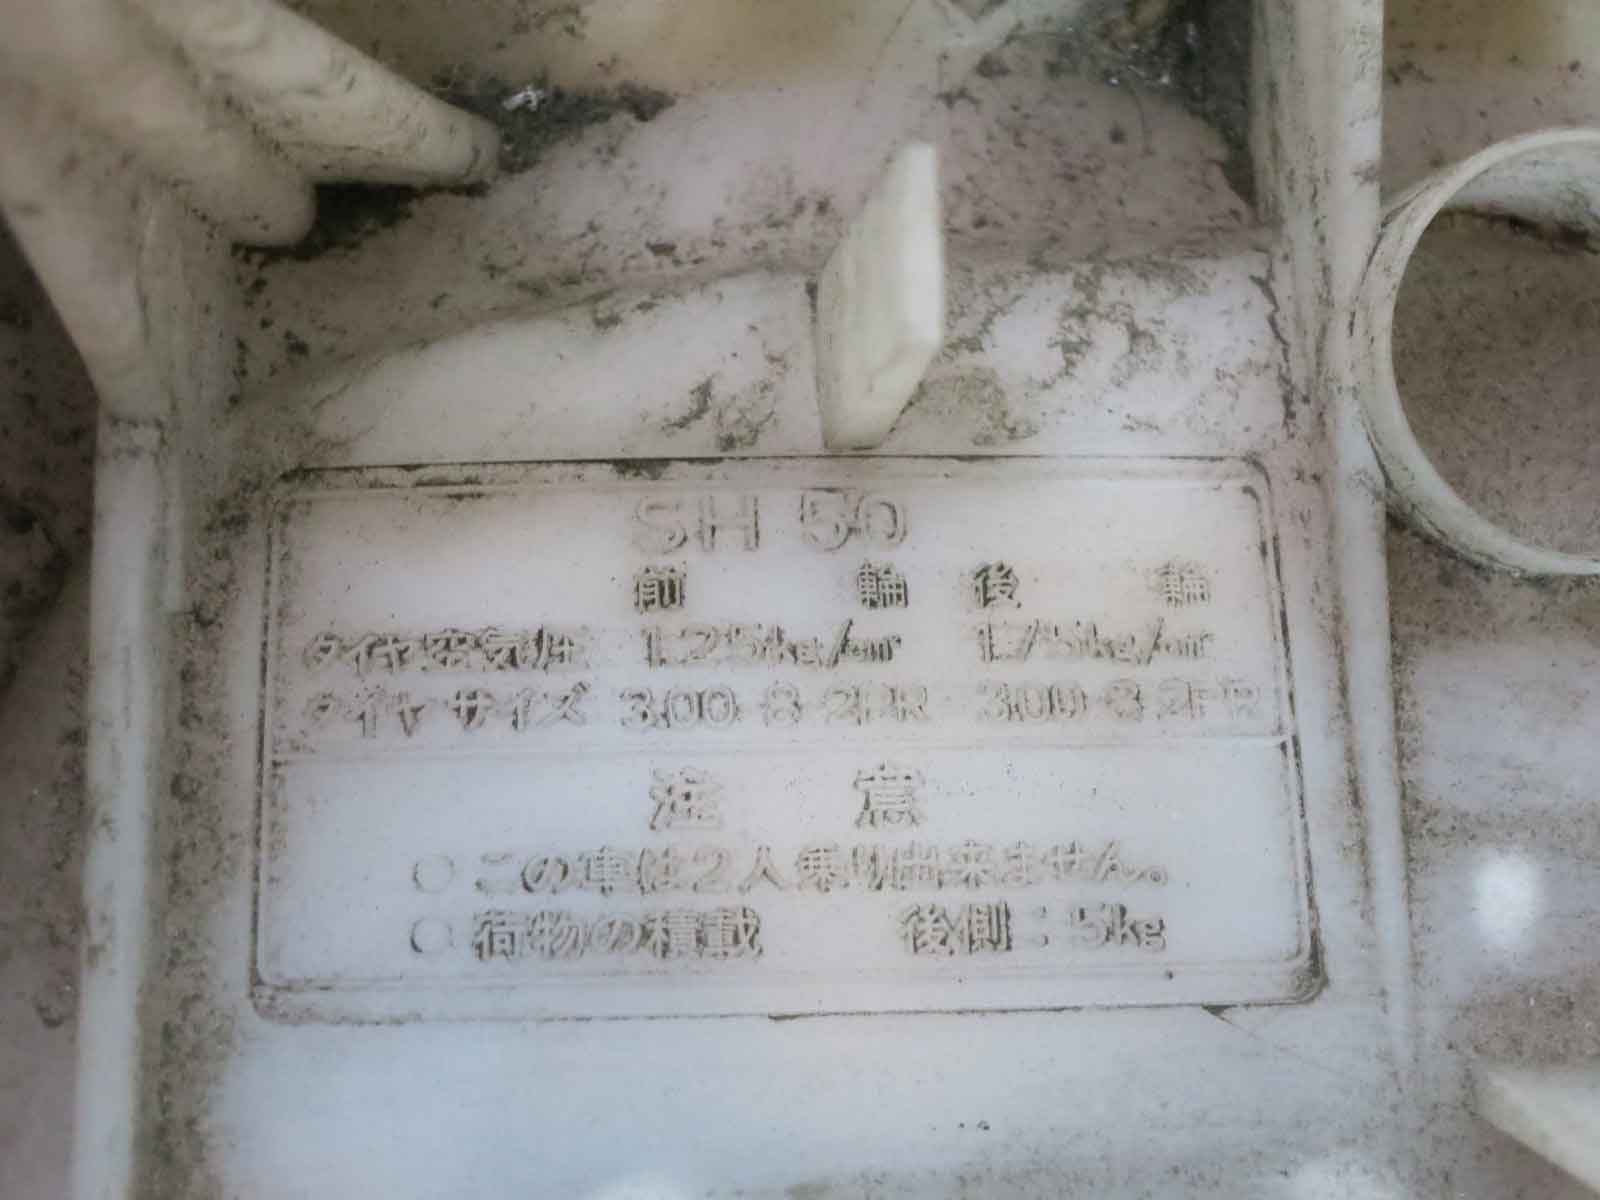 SH 50
前輪 後輪
タイヤ空気圧 1.25kg/cm² 1.75kg/cm²
タイヤサイズ 3.00-8-2PR 3.00-8-2PR
注意
○この車は2人乗り出来ません。
○荷物の積載 後側：5kg